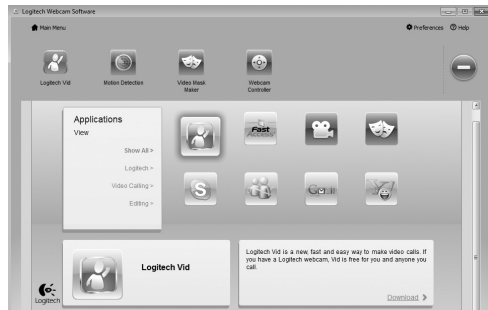 Logitech Webcam Software
Main Menu
Preferences
Help
Logitech Vid
Motion Detection
Video Mask
Maker
Webcam
Controller
Applications
View
Show All >
Logitech >
Video Calling >
Editing >
Fast
Access
S
Gmail
Y!
Logitech Vid
Logitech Vid is a new, fast and easy way to make video calls. If
you have a Logitech webcam, Vid is free for you and anyone you
call.
Download >
Logitech